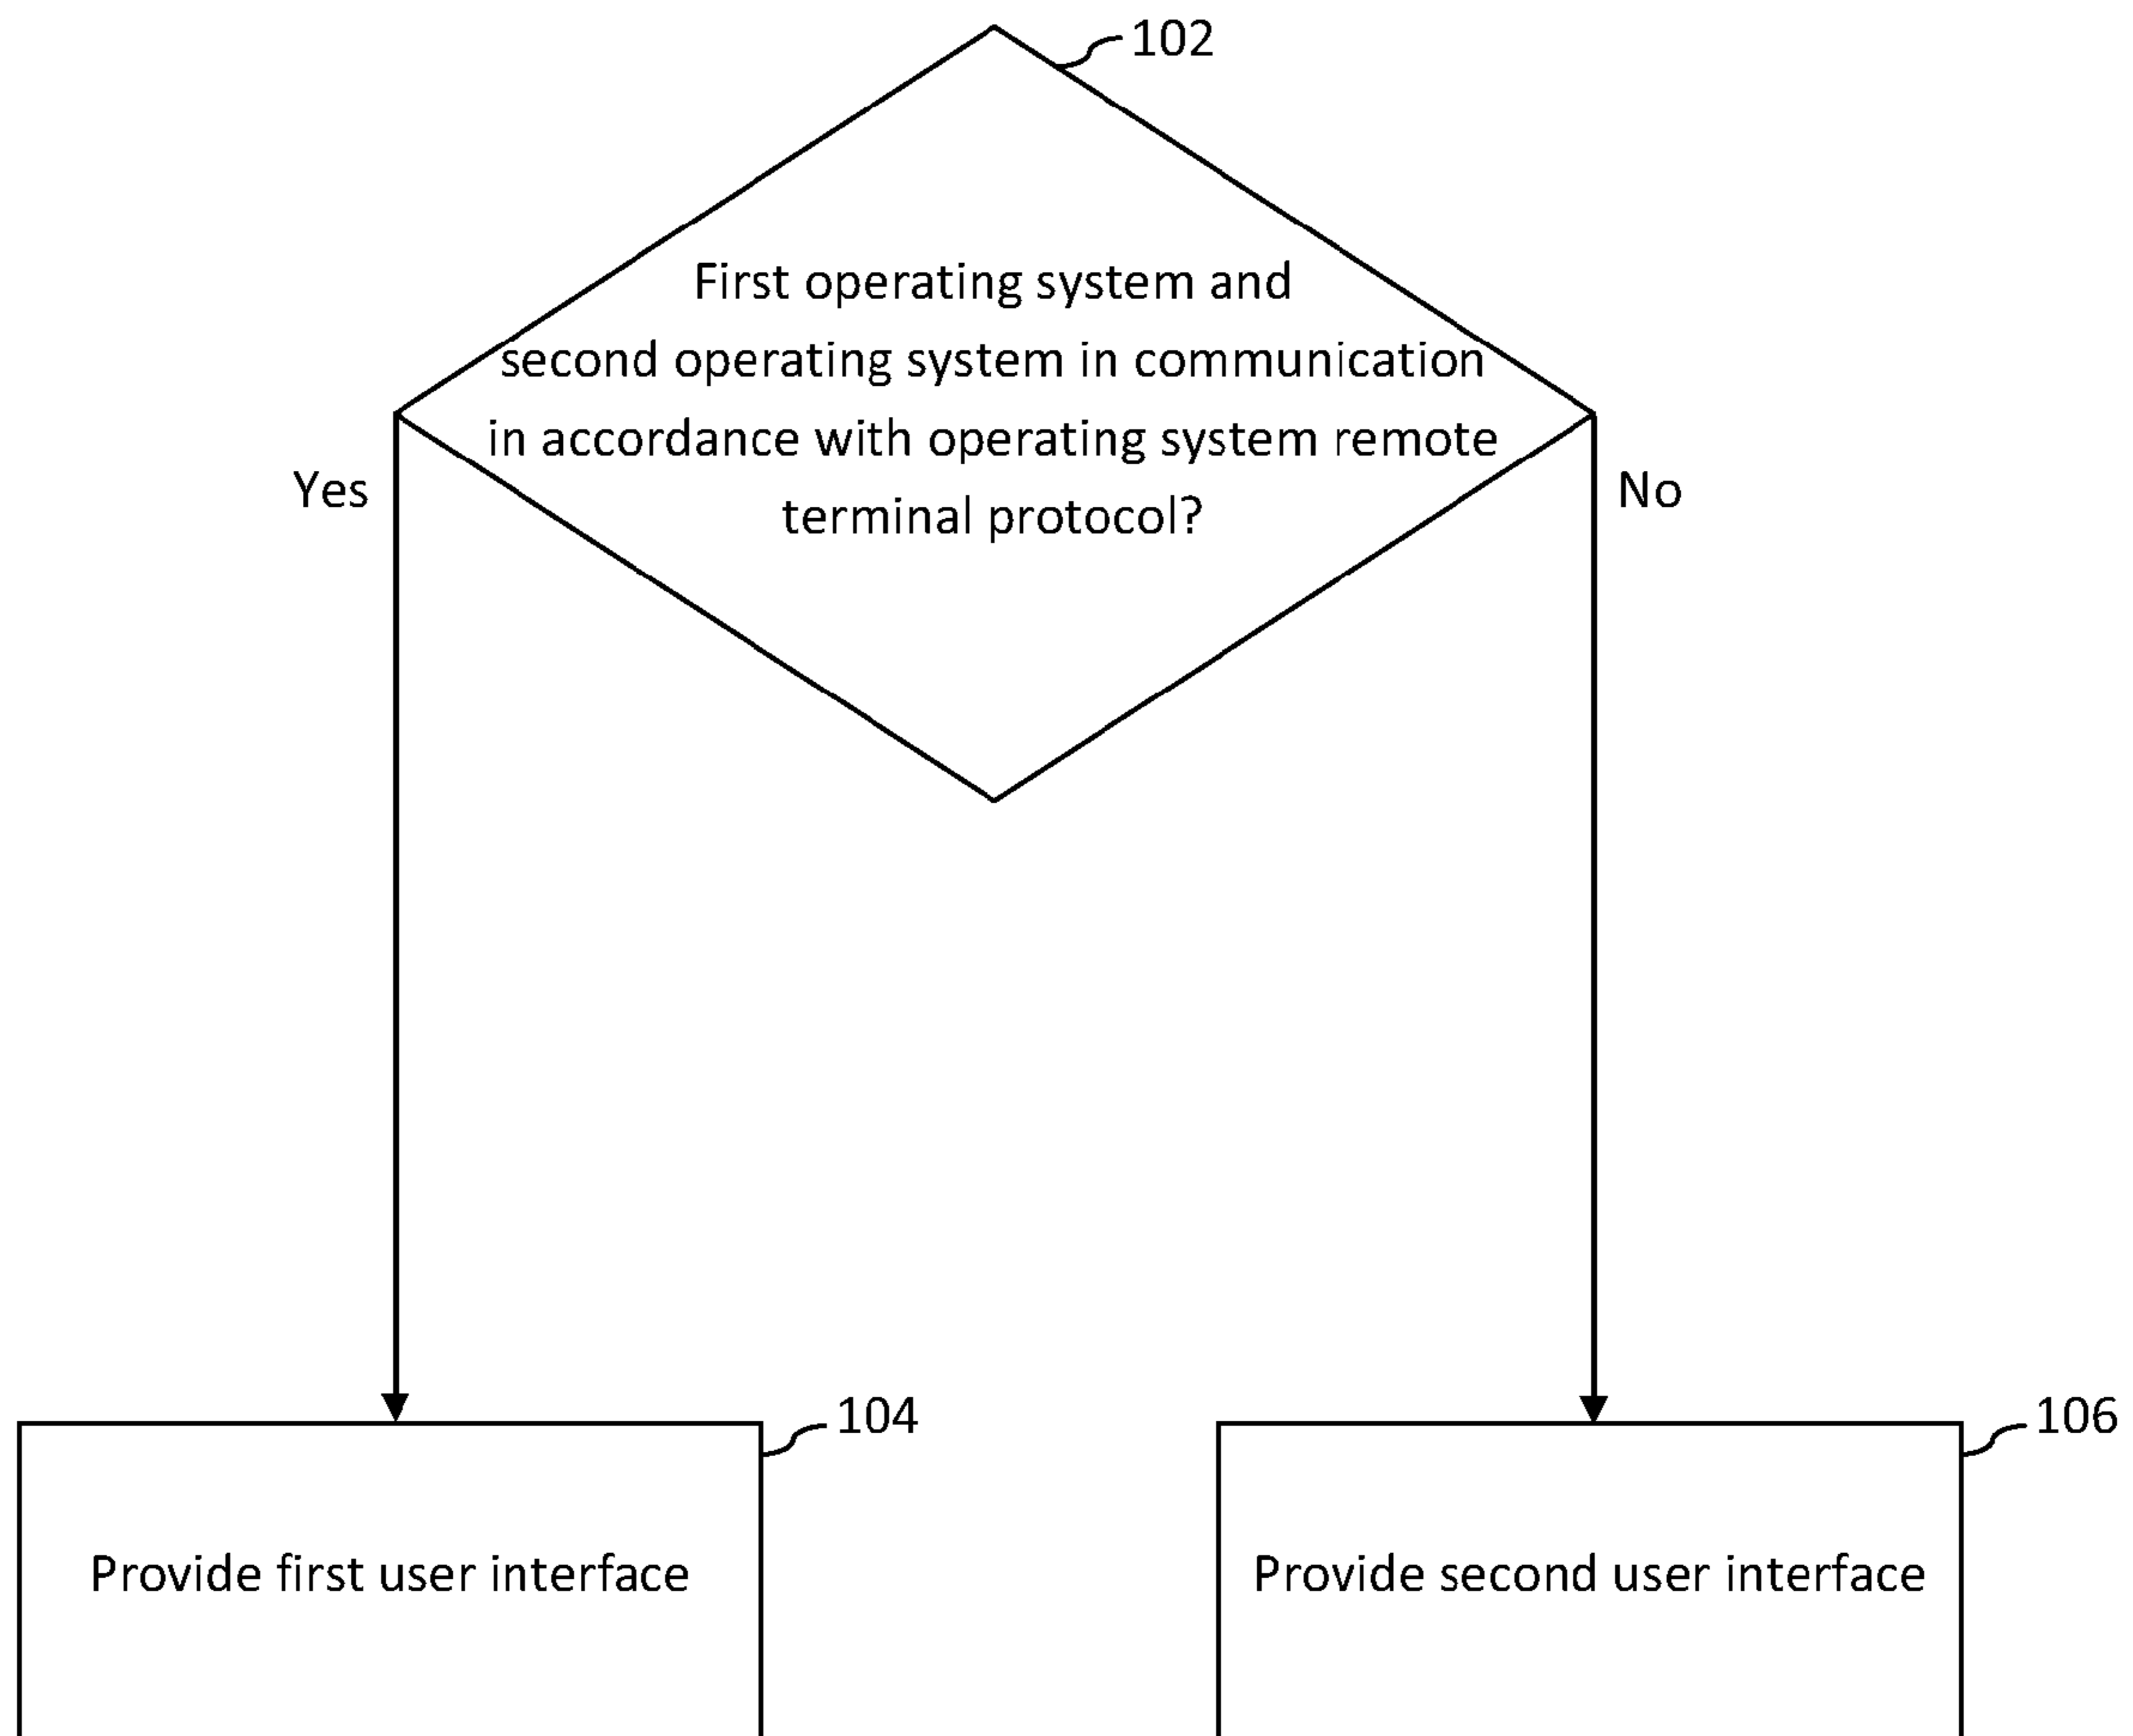 102
First operating system and
second operating system in communication
in accordance with operating system remote
terminal protocol?
Yes
No
104
106
Provide first user interface
Provide second user interface